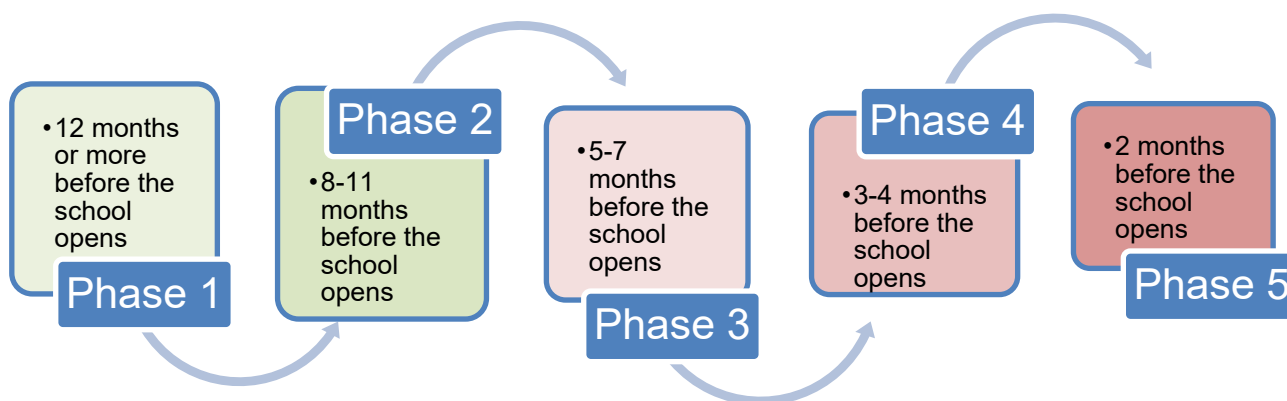 •12 months
or more
before the
school
opens
Phase 1
Phase 2
•8-11
months
before the
school
opens
•5-7
months
before the
school
opens
Phase 3
Phase 4
•3-4 months
before the
school
opens
•2 months
before the
school
opens
Phase 5